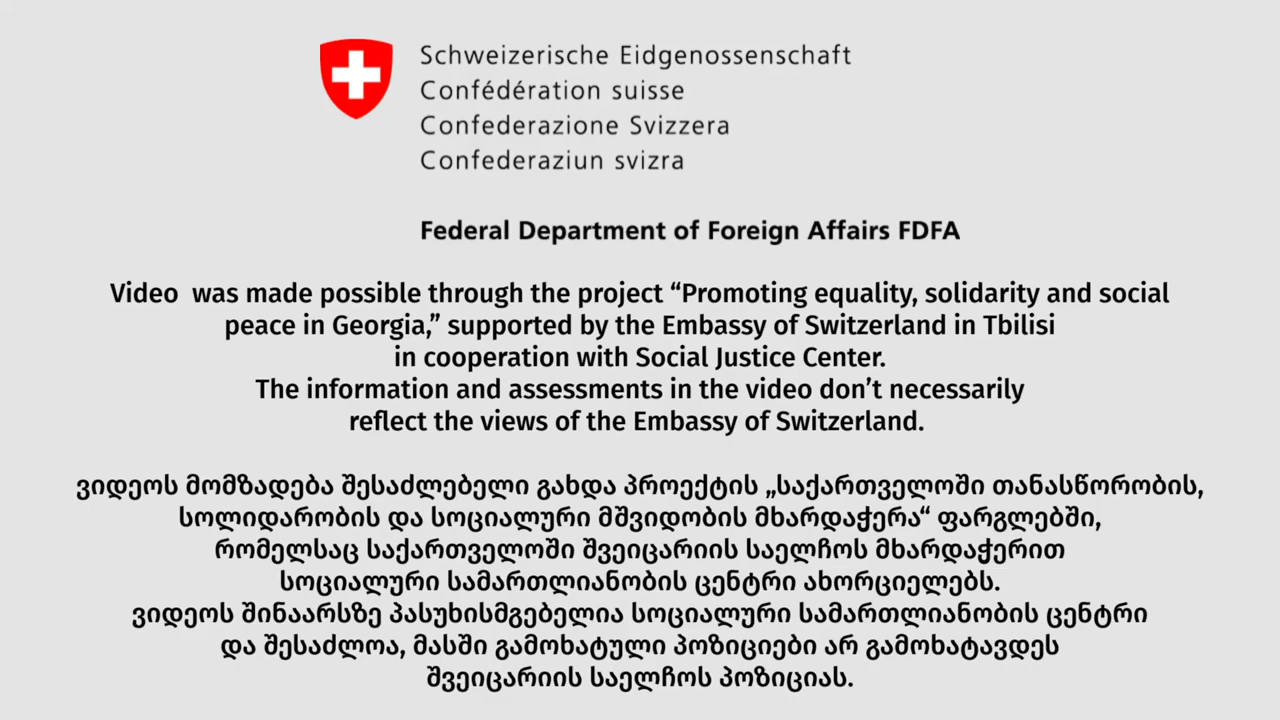 Schweizerische Eidgenossenschaft
Confédération suisse
Confederazione Svizzera
Confederaziun svizra
Federal Department of Foreign Affairs FDFA
Video was made possible through the project “Promoting equality, solidarity and social
peace in Georgia,” supported by the Embassy of Switzerland in Tbilisi
in cooperation with Social Justice Center.
The information and assessments in the video don’t necessarily
reflect the views of the Embassy of Switzerland.
ვიდეოს მომზადება შესაძლებელი გახდა პროექტის „საქართველოში თანასწორობის,
სოლიდარობის და სოციალური მშვიდობის მხარდაჭერა“ ფარგლებში,
რომელსაც საქართველოში შვეიცარიის საელჩოს მხარდაჭერით
სოციალური სამართლიანობის ცენტრი ახორციელებს.
ვიდეოს შინაარსზე პასუხისმგებელია სოციალური სამართლიანობის ცენტრი
და შესაძლოა, მასში გამოხატული პოზიციები არ გამოხატავდეს
შვეიცარიის საელჩოს პოზიციას.